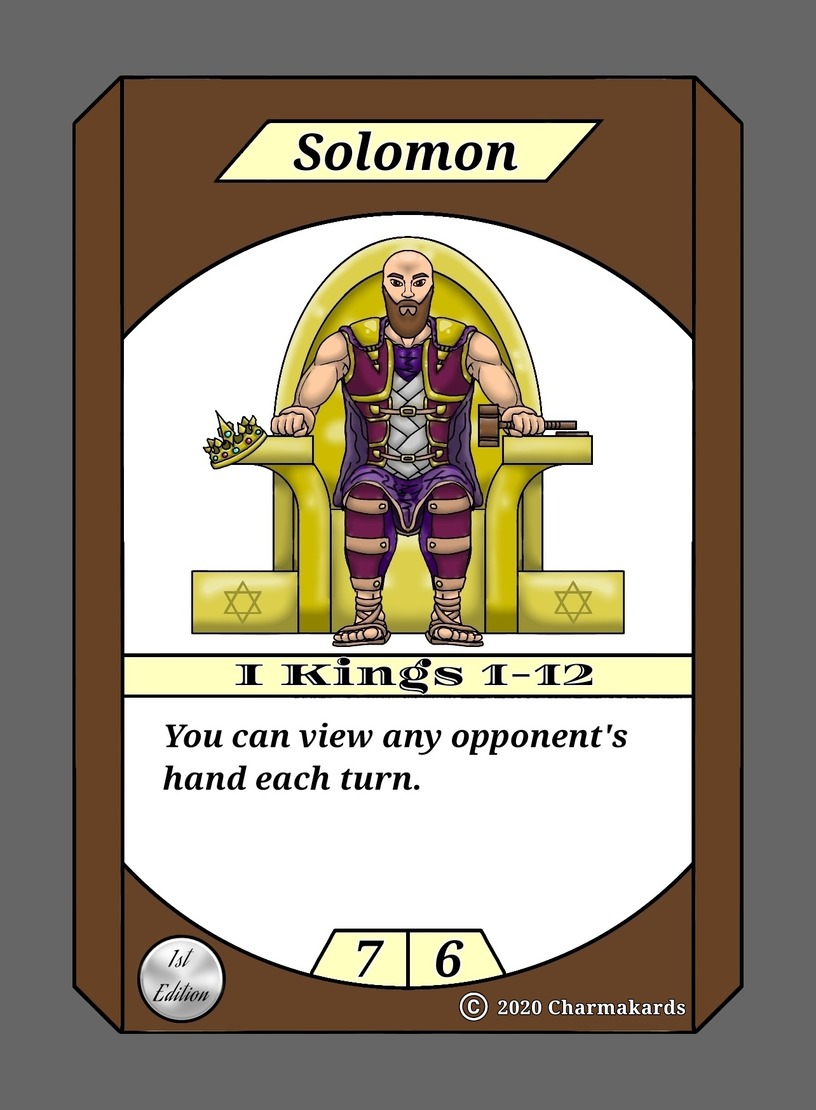 Solomon
I Kings 1-12
You can view any opponent's
hand each turn.
7 6
1st
Edition
© 2020 Charmakards